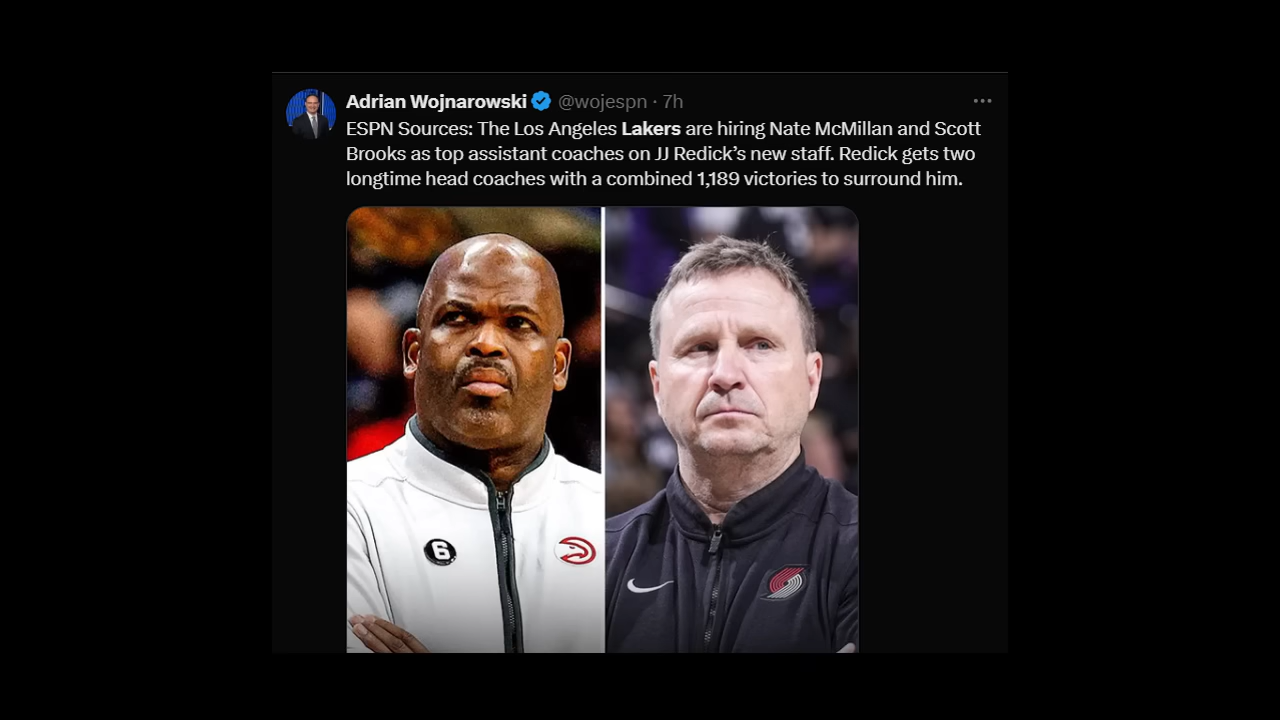 Adrian Wojnarowski @wojespn · 7h
ESPN Sources: The Los Angeles Lakers are hiring Nate McMillan and Scott
Brooks as top assistant coaches on JJ Redick’s new staff. Redick gets two
longtime head coaches with a combined 1,189 victories to surround him.
6